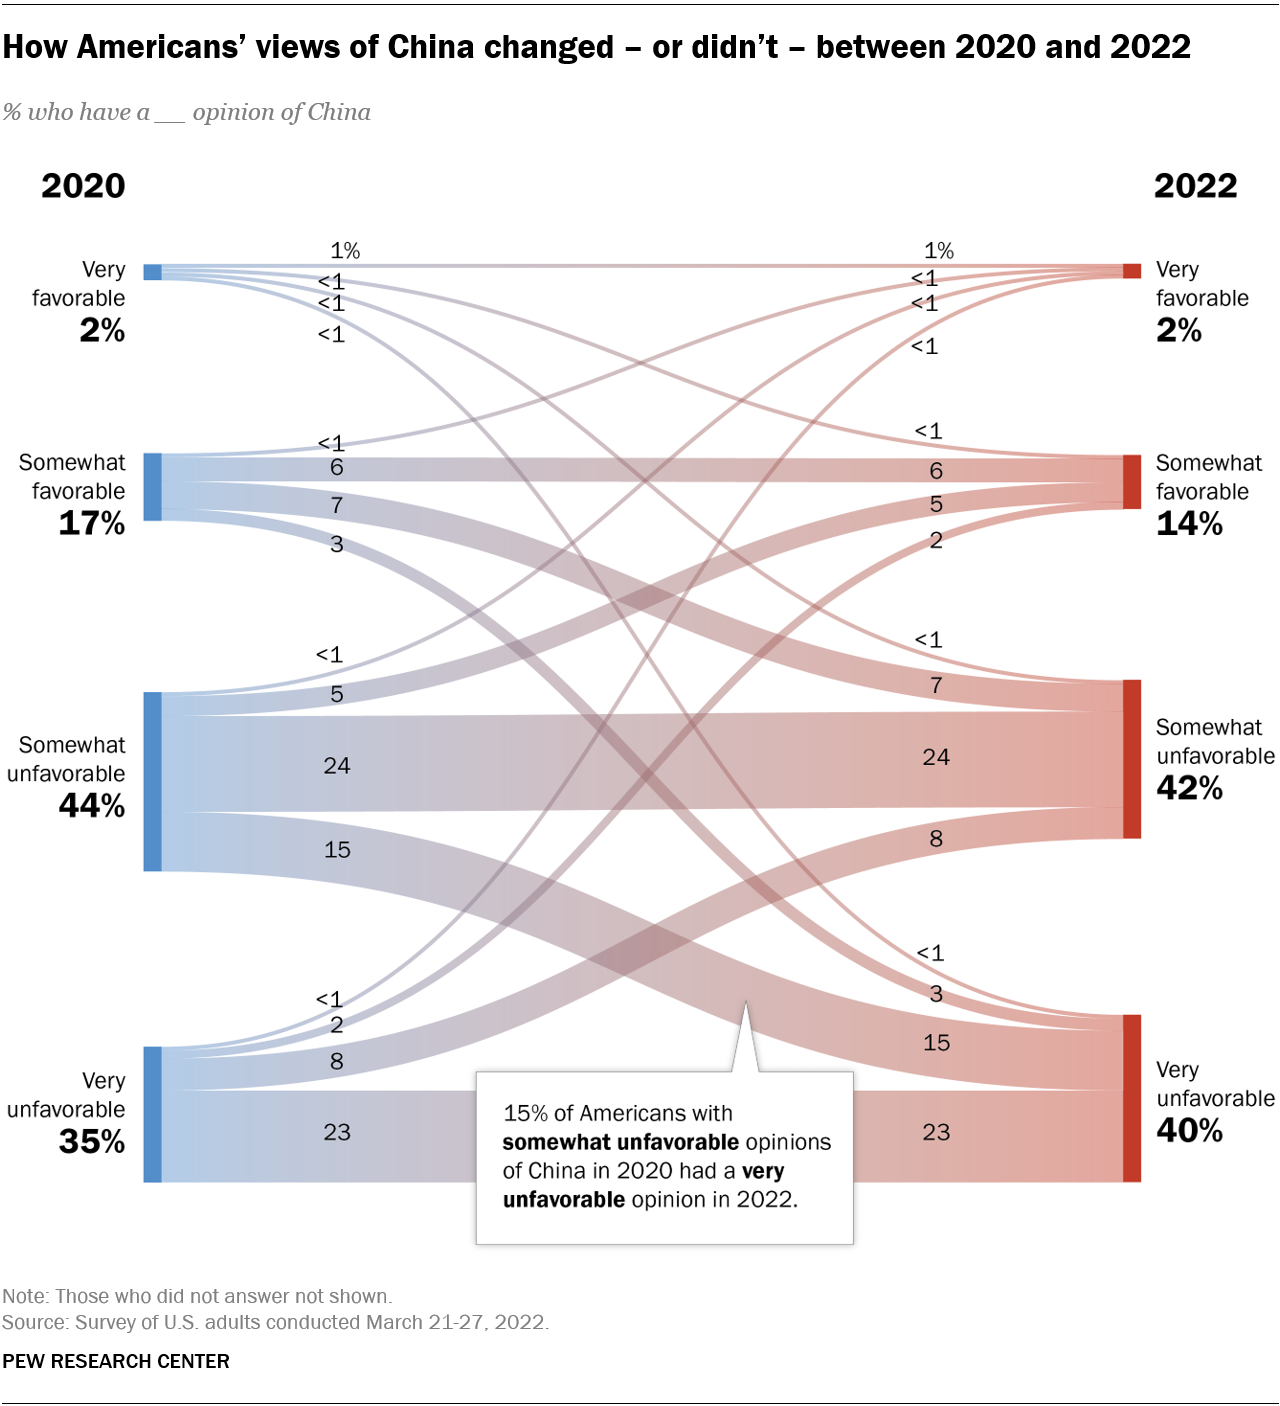 How Americans’ views of China changed – or didn’t – between 2020 and 2022
% who have a __ opinion of China
2020
2022
Very
favorable
2%
1%
<1
<1
<1
1%
<1
<1
<1
Very
favorable
2%
Somewhat
favorable
17%
<1
6
7
3
<1
6
5
2
Somewhat
favorable
14%
Somewhat
unfavorable
44%
<1
5
24
15
<1
7
24
8
Somewhat
unfavorable
42%
Very
unfavorable
35%
<1
2
8
23
<1
3
15
23
Very
unfavorable
40%
15% of Americans with
somewhat unfavorable opinions
of China in 2020 had a very
unfavorable opinion in 2022.
Note: Those who did not answer not shown.
Source: Survey of U.S. adults conducted March 21-27, 2022.
PEW RESEARCH CENTER